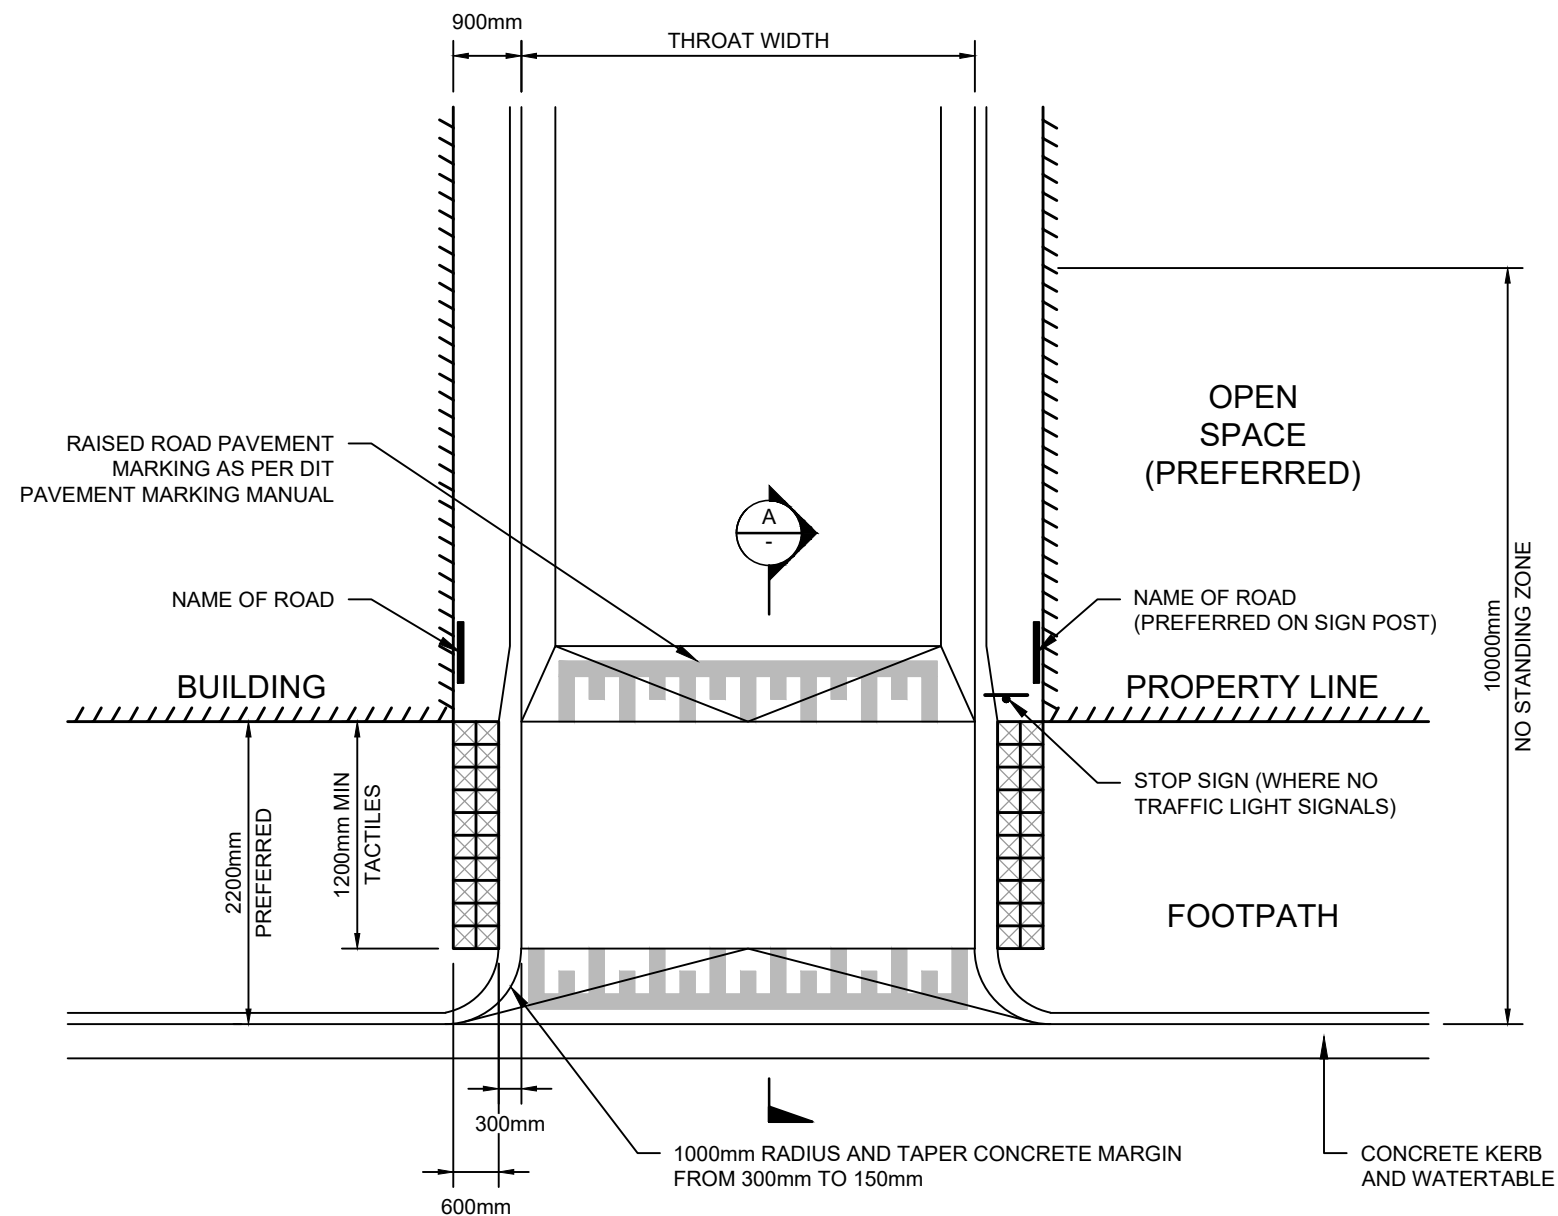 900mm
THROAT WIDTH
OPEN
SPACE
(PREFERRED)
RAISED ROAD PAVEMENT
MARKING AS PER DIT
PAVEMENT MARKING MANUAL
A
-
10000mm
NO STANDING ZONE
NAME OF ROAD
NAME OF ROAD
(PREFERRED ON SIGN POST)
BUILDING
PROPERTY LINE
STOP SIGN (WHERE NO
TRAFFIC LIGHT SIGNALS)
2200mm
PREFERRED
1200mm MIN
TACTILES
FOOTPATH
300mm
1000mm RADIUS AND TAPER CONCRETE MARGIN
FROM 300mm TO 150mm
CONCRETE KERB
AND WATERTABLE
600mm